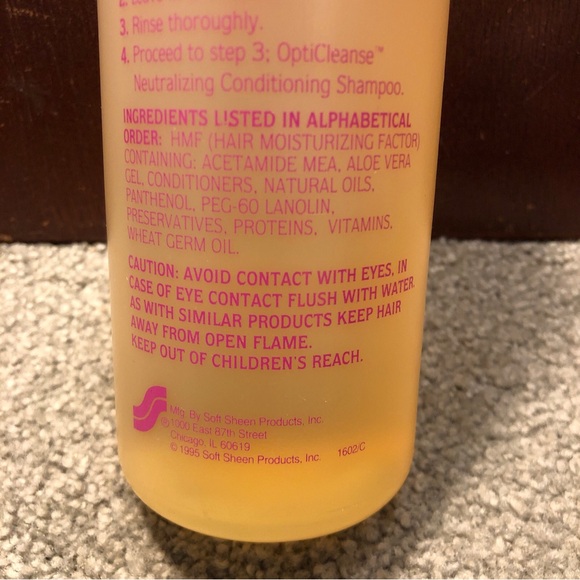 3. Rinse thoroughly.
4. Proceed to step 3; OptiCleanse™
Neutralizing Conditioning Shampoo.
INGREDIENTS LISTED IN ALPHABETICAL
ORDER: HMF (HAIR MOISTURIZING FACTOR)
CONTAINING: ACETAMIDE MEA, ALOE VERA
GEL, CONDITIONERS, NATURAL OILS,
PANTHENOL, PEG-60 LANOLIN,
PRESERVATIVES, PROTEINS, VITAMINS,
WHEAT GERM OIL.
CAUTION: AVOID CONTACT WITH EYES, IN
CASE OF EYE CONTACT FLUSH WITH WATER.
AS WITH SIMILAR PRODUCTS KEEP HAIR
AWAY FROM OPEN FLAME.
KEEP OUT OF CHILDREN'S REACH.
Mfg. By Soft Sheen Products, Inc.
1000 East 87th Street
Chicago, IL 60619
© 1995 Soft Sheen Products, Inc. 1602/C